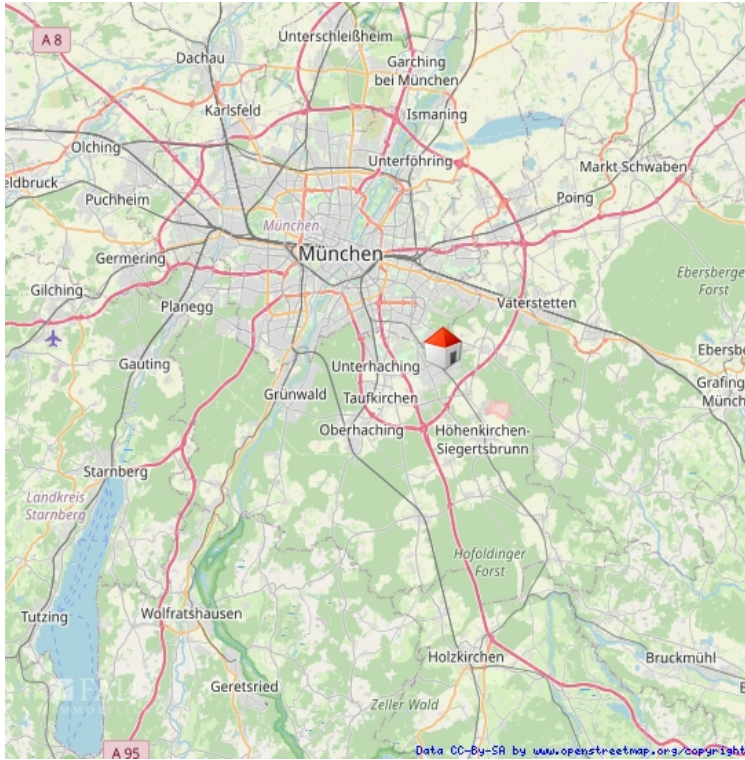 A 8
Unterschleißheim
Dachau
Garching
bei München
Karlsfeld
Ismaning
Olching
Unterföhring
Markt Schwaben
Puchheim
Poing
München
München
Germering
Ebersberger
Forst
Gilching
Planegg
Vaterstetten
Gauting
Unterhaching
Grünwald
Taufkirchen
Oberhaching
Höhenkirchen-
Siegertsbrunn
Starnberg
Landkreis
Starnberg
Hofoldinger
Forst
Tutzing
Wolfratshausen
Holzkirchen
Bruckmühl
Geretsried
Zeller Wald
A 95
Data CC-By-SA by www.openstreetmap.org/copyright